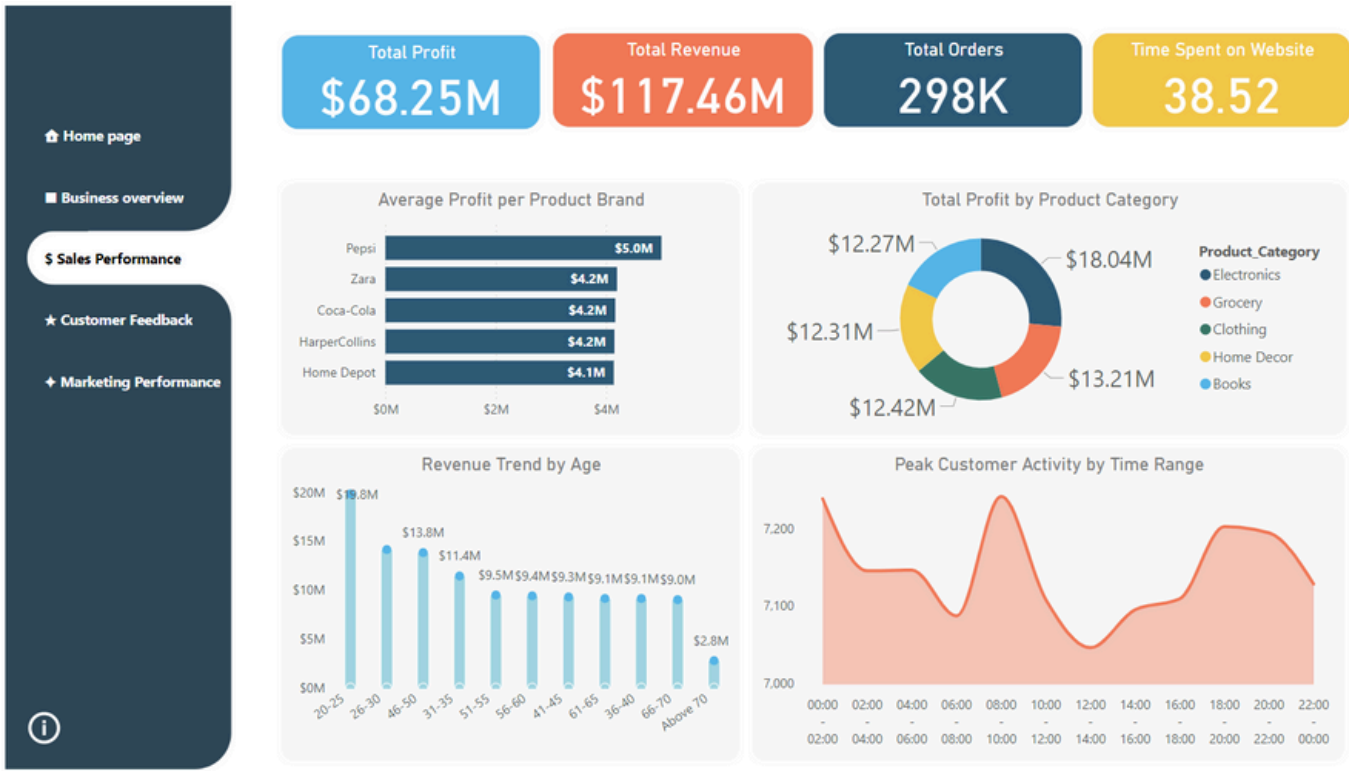 Home page
Business overview
$ Sales Performance
★ Customer Feedback
✦ Marketing Performance
Total Profit
$68.25M
Total Revenue
$117.46M
Total Orders
298K
Time Spent on Website
38.52
Average Profit per Product Brand
Pepsi $5.0M
Zara $4.2M
Coca-Cola $4.2M
HarperCollins $4.2M
Home Depot $4.1M
$0M $2M $4M
Total Profit by Product Category
$12.27M
$18.04M
$12.31M
$13.21M
$12.42M
Product_Category
Electronics
Grocery
Clothing
Home Decor
Books
Revenue Trend by Age
$20M
$15M
$10M
$5M
$0M
$19.8M
$13.8M
$11.4M
$9.5M $9.4M $9.3M $9.1M $9.1M $9.0M
$2.8M
20-25 26-30 46-50 31-35 51-55 56-60 41-45 61-65 36-40 66-70 Above 70
Peak Customer Activity by Time Range
7,200
7,100
7,000
00:00 02:00 04:00 06:00 08:00 10:00 12:00 14:00 16:00 18:00 20:00 22:00
- - - - - - - - - - - -
02:00 04:00 06:00 08:00 10:00 12:00 14:00 16:00 18:00 20:00 22:00 00:00
i